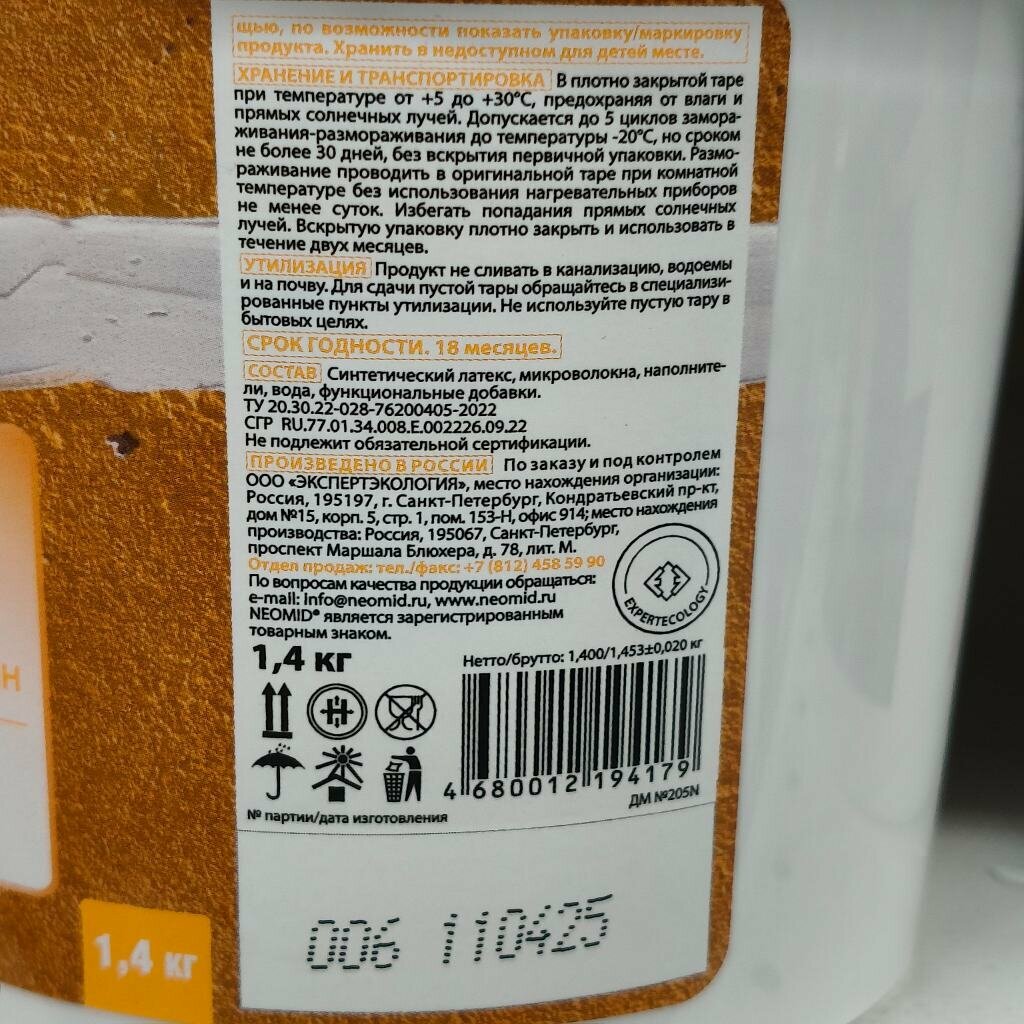 щью, по возможности показать упаковку/маркировку
продукта. Хранить в недоступном для детей месте.
ХРАНЕНИЕ И ТРАНСПОРТИРОВКА В плотно закрытой таре
при температуре от +5 до +30°С, предохраняя от влаги и
прямых солнечных лучей. Допускается до 5 циклов замора-
живания-размораживания до температуры -20°С, но сроком
не более 30 дней, без вскрытия первичной упаковки. Размо-
раживание проводить в оригинальной таре при комнатной
температуре без использования нагревательных приборов
не менее суток. Избегать попадания прямых солнечных
лучей. Вскрытую упаковку плотно закрыть и использовать в
течение двух месяцев.
УТИЛИЗАЦИЯ Продукт не сливать в канализацию, водоемы
и на почву. Для сдачи пустой тары обращайтесь в специализи-
рованные пункты утилизации. Не используйте пустую тару в
бытовых целях.
СРОК ГОДНОСТИ. 18 месяцев.
СОСТАВ Синтетический латекс, микроволокна, наполните-
ли, вода, функциональные добавки.
ТУ 20.30.22-028-76200405-2022
СГР RU.77.01.34.008.E.002226.09.22
Не подлежит обязательной сертификации.
ПРОИЗВЕДЕНО В РОССИИ По заказу и под контролем
ООО «ЭКСПЕРТЭКОЛОГИЯ», место нахождения организации:
Россия, 195197, г. Санкт-Петербург, Кондратьевский пр-кт,
дом №15, корп. 5, стр. 1, пом. 153-Н, офис 914; место нахождения
производства: Россия, 195067, Санкт-Петербург,
проспект Маршала Блюхера, д. 78, лит. М.
Отдел продаж: тел./факс: +7 (812) 458 59 90
По вопросам качества продукции обращаться:
e-mail: info@neomid.ru, www.neomid.ru
NEOMID® является зарегистрированным
товарным знаком.
EXPERTECOLOGY
1,4 кг
Нетто/брутто: 1,400/1,453±0,020 кг
4 680012 194179
ДМ №205N
№ партии/дата изготовления
006 110425
Н
1,4 кг